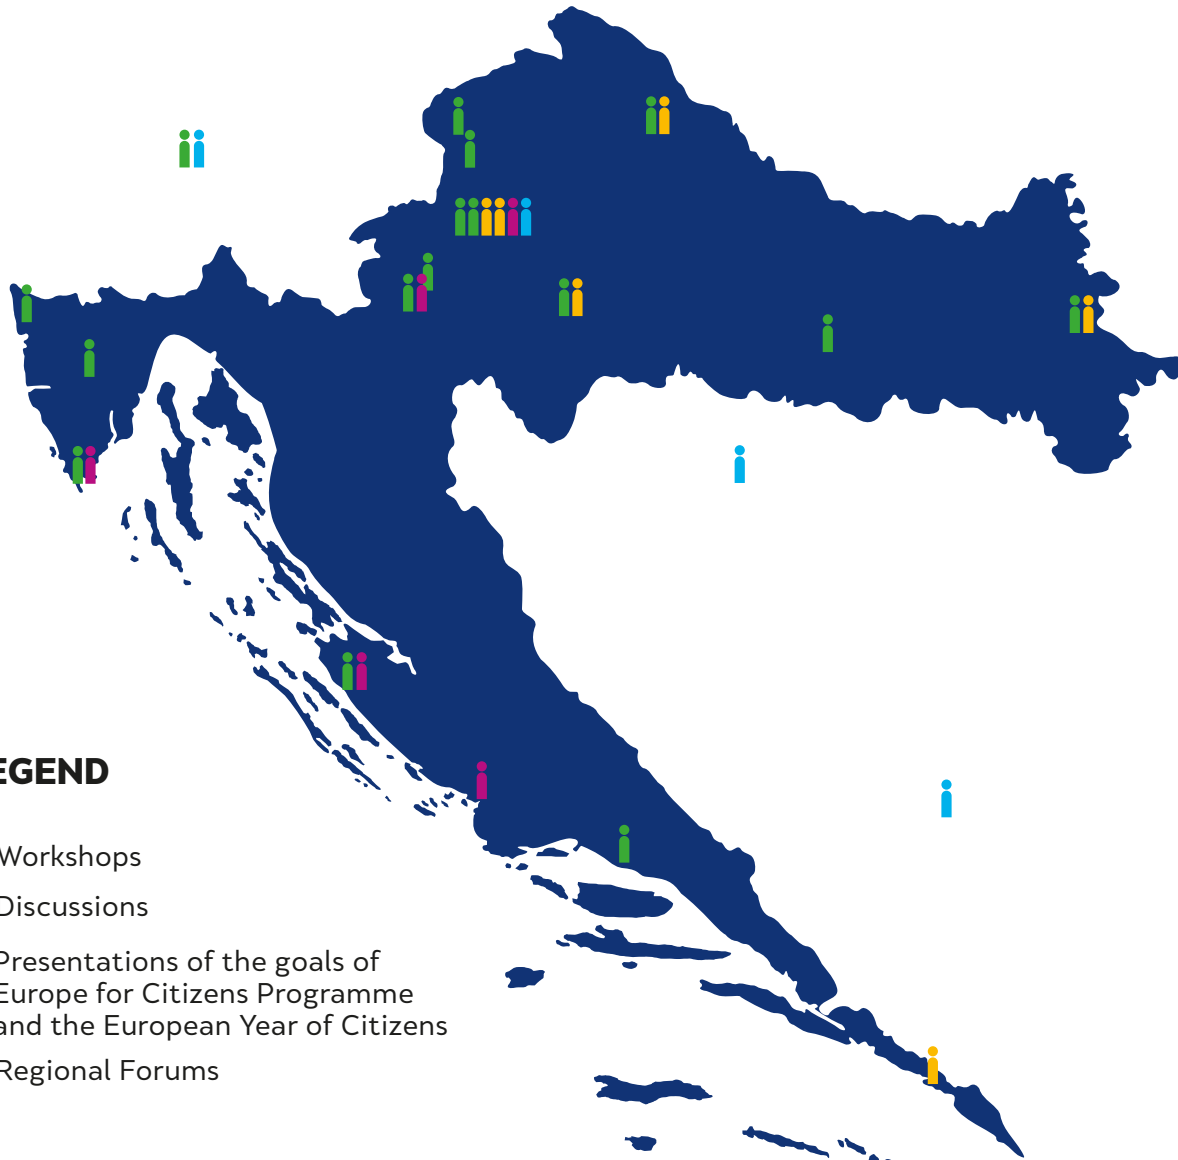 EGEND
Workshops
Discussions
Presentations of the goals of
Europe for Citizens Programme
and the European Year of Citizens
Regional Forums